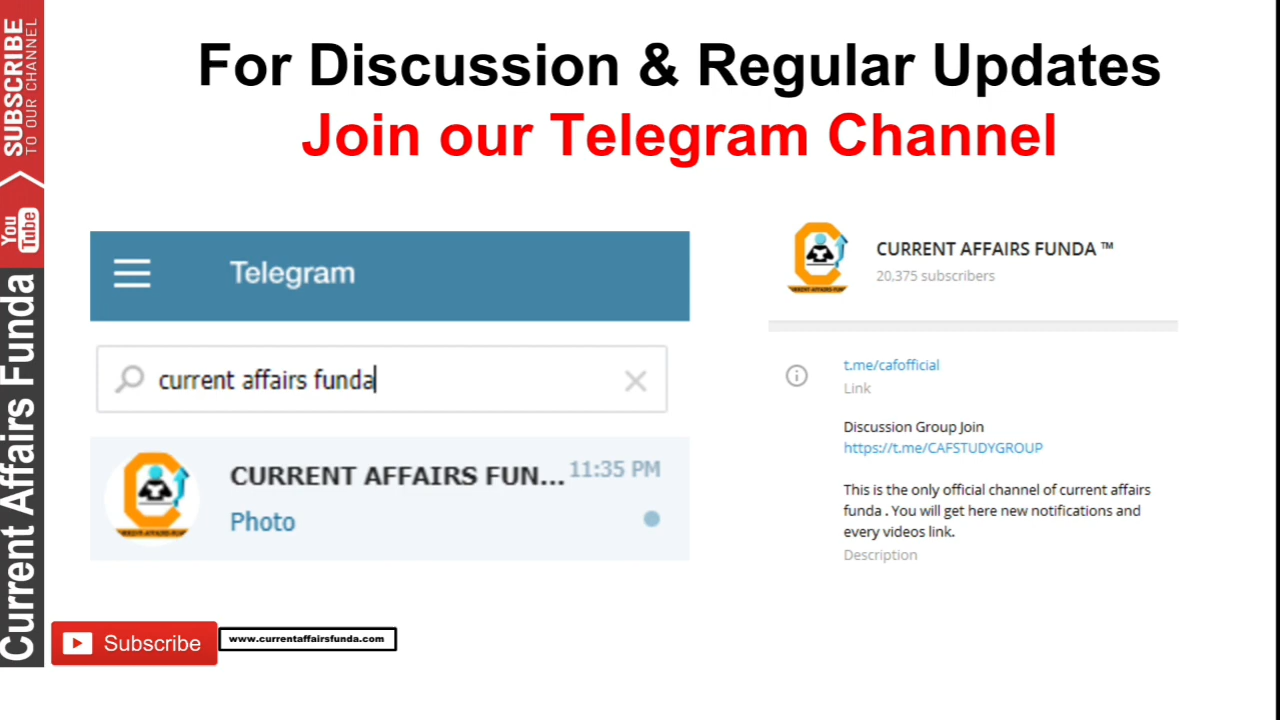 For Discussion & Regular Updates
Join our Telegram Channel
SUBSCRIBE
TO OUR CHANNEL
You
Tube
Current Affairs Funda
Telegram
current affairs funda
CURRENT AFFAIRS FUN...
11:35 PM
Photo
CURRENT AFFAIRS FUNDA ™
20,375 subscribers
t.me/cafofficial
Link
Discussion Group Join
https://t.me/CAFSTUDYGROUP
This is the only official channel of current affairs
funda . You will get here new notifications and
every videos link.
Description
Subscribe
www.currentaffairsfunda.com